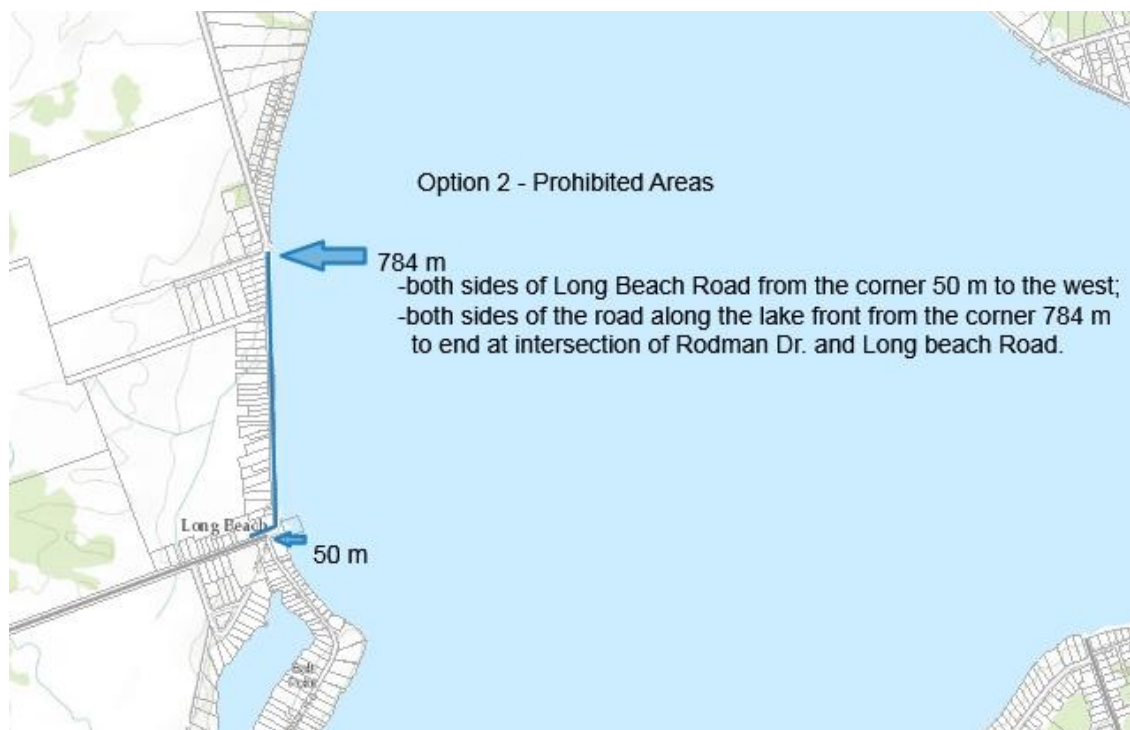 Option 2 - Prohibited Areas
784 m
-both sides of Long Beach Road from the corner 50 m to the west;
-both sides of the road along the lake front from the corner 784 m
to end at intersection of Rodman Dr. and Long beach Road.
Long Beach
50 m
Point